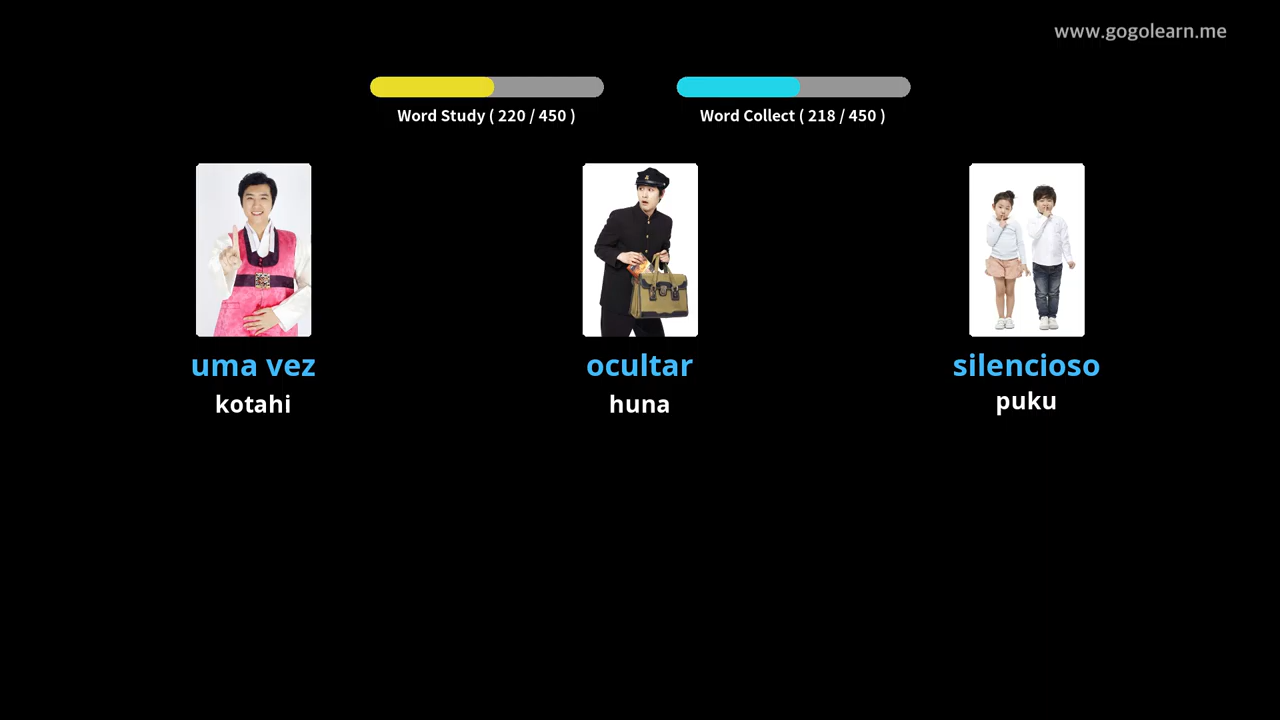 www.gogolearn.me
Word Study ( 220 / 450 )
Word Collect ( 218 / 450 )
uma vez
kotahi
ocultar
huna
silencioso
puku